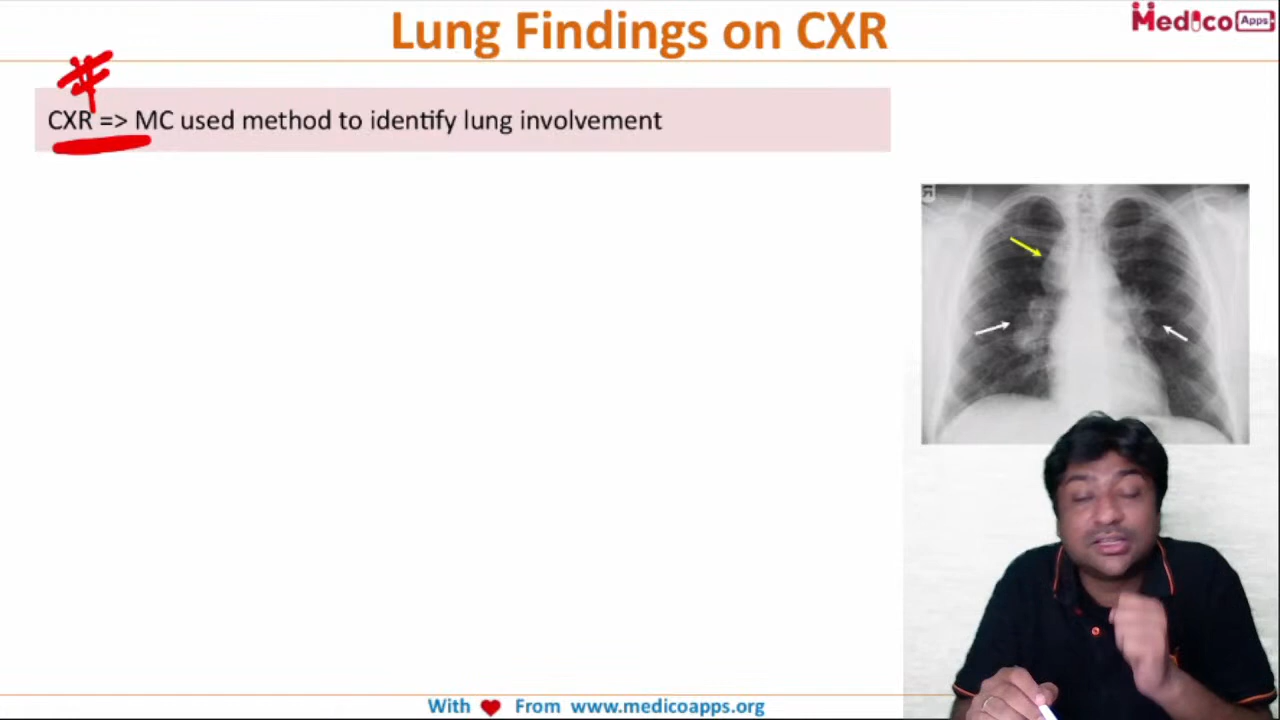 Lung Findings on CXR
Medico Apps
CXR => MC used method to identify lung involvement
R
With ❤ From www.medicoapps.org